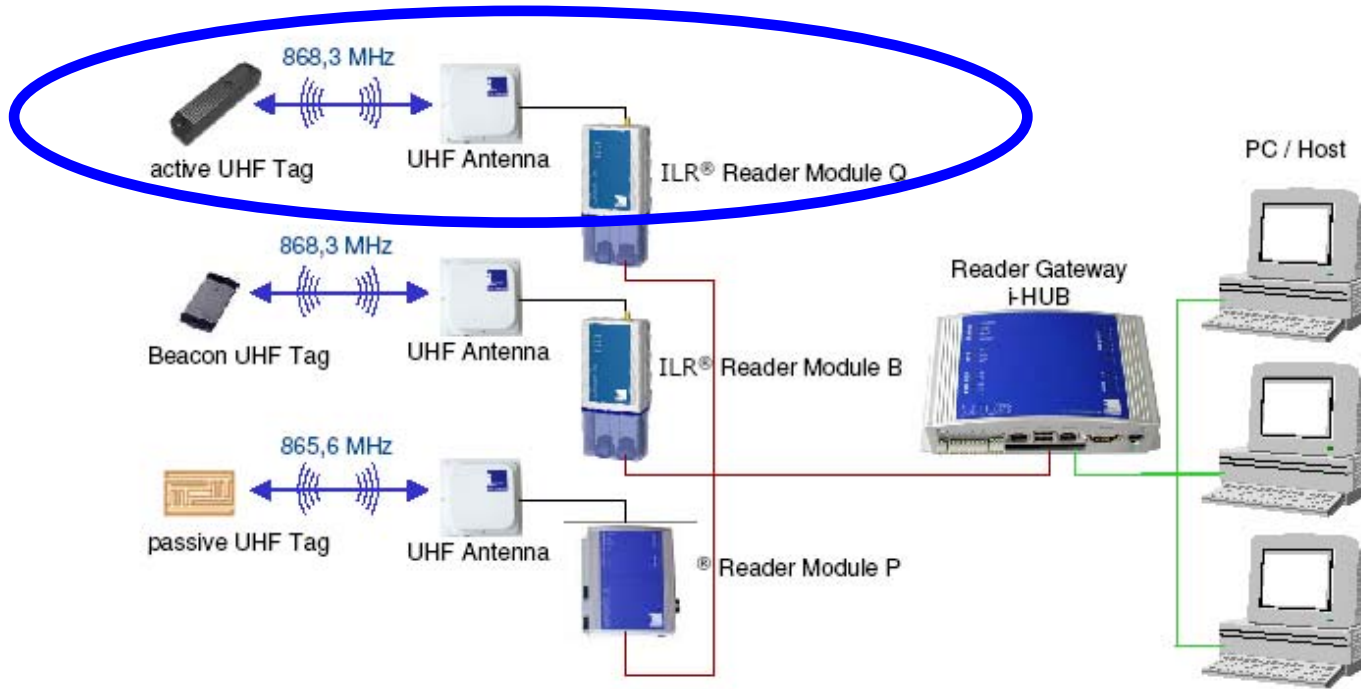 868,3 MHz
active UHF Tag
UHF Antenna
ILR® Reader Module Q
PC / Host
868,3 MHz
Beacon UHF Tag
UHF Antenna
ILR® Reader Module B
Reader Gateway
i-HUB
865,6 MHz
passive UHF Tag
UHF Antenna
® Reader Module P